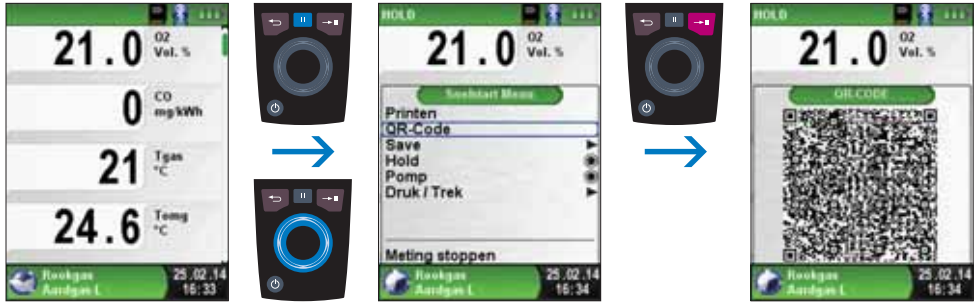 21.0 O2
Vol. %
0 CO
mg/kWh
21 Tgas
°C
24.6 Tomg
°C
Rookgas
Aardgas L
25.02.14
16:33
HOLD
21.0 O2
Vol. %
Snelstart Menu
Printen
QR-Code
Save
Hold
Pomp
Druk / Trek
Meting stoppen
Rookgas
Aardgas L
25.02.14
16:34
HOLD
21.0 O2
Vol. %
QR-CODE
Rookgas
Aardgas L
25.02.14
16:34